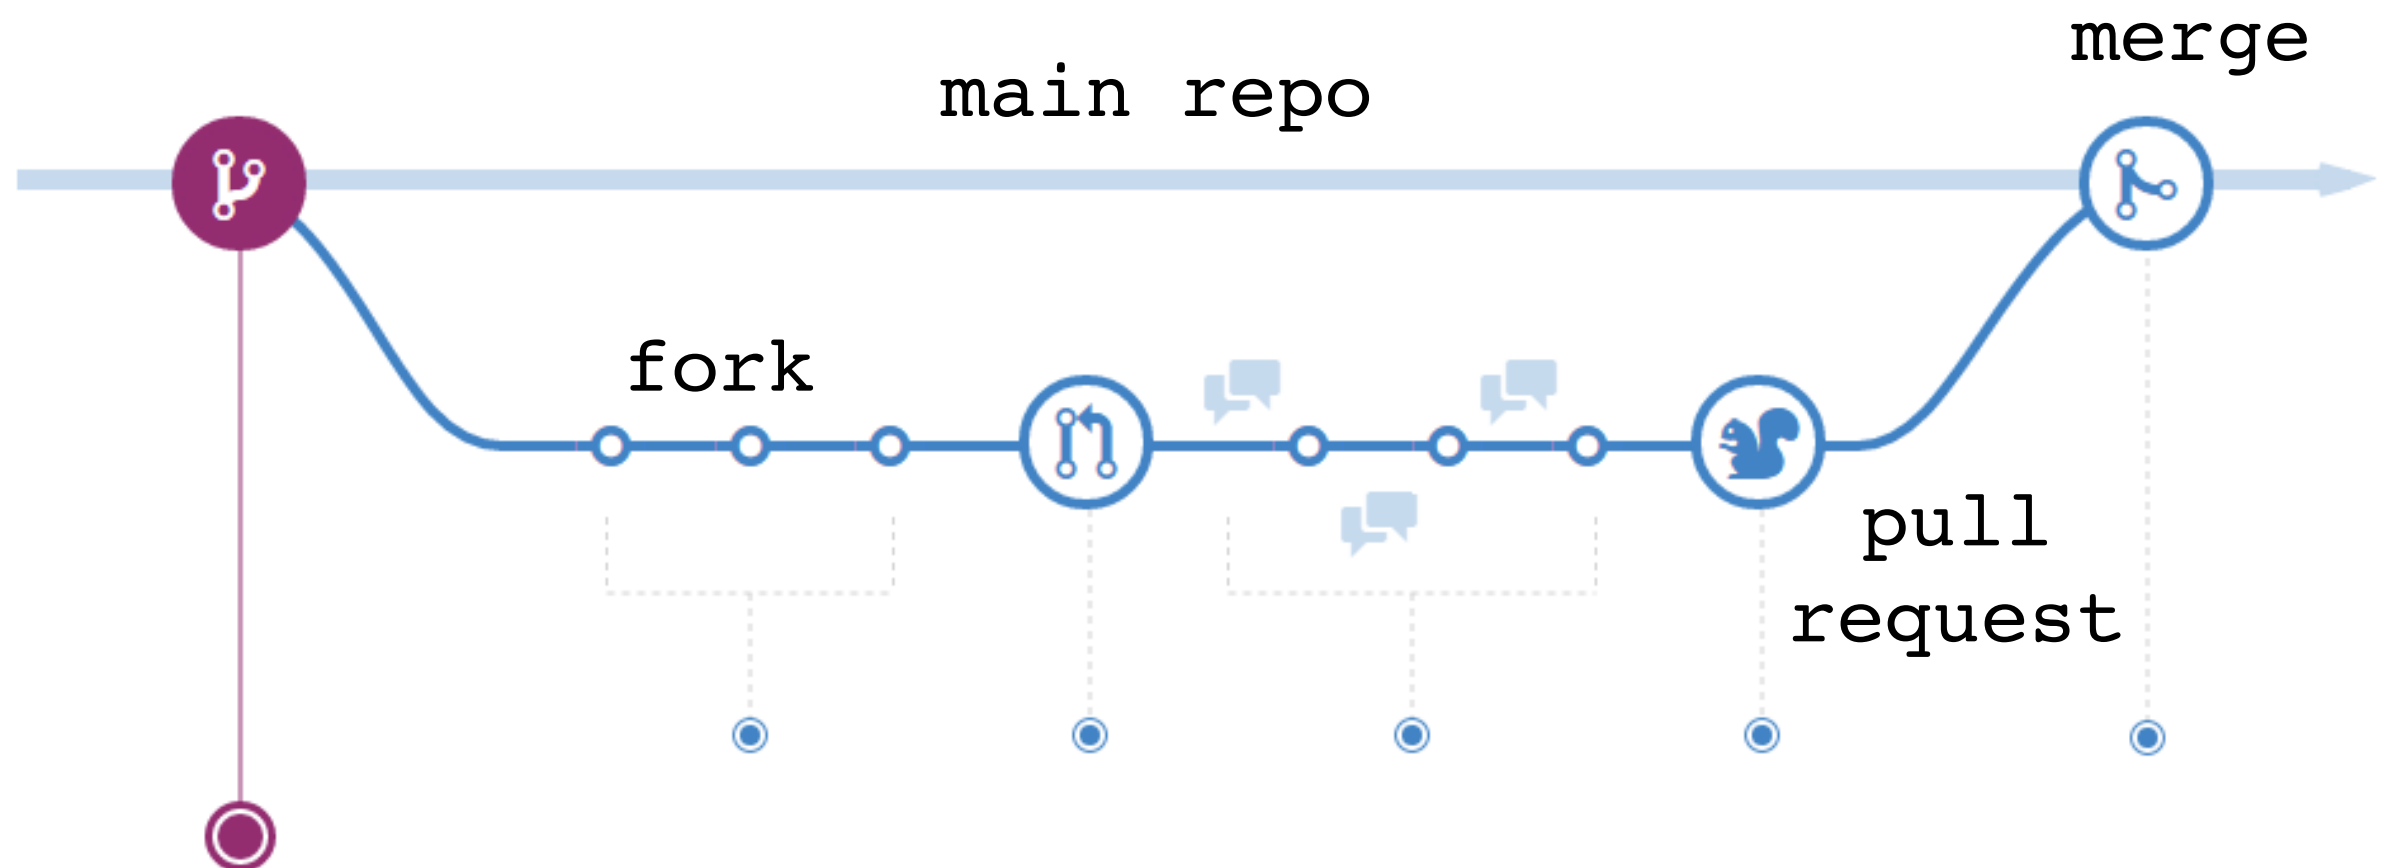 merge
main repo
fork
pull
request